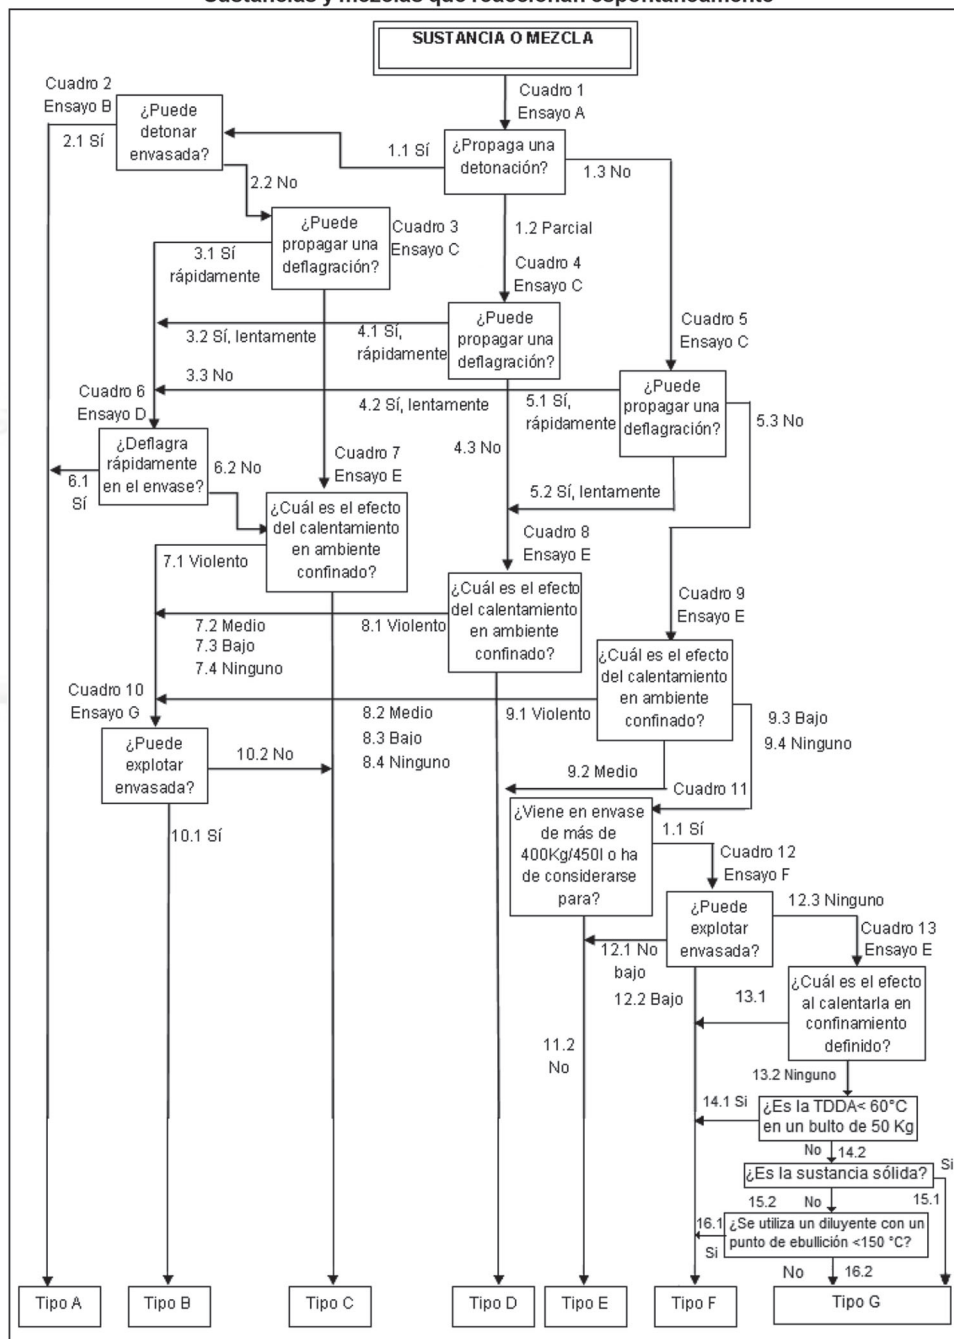 Sustancias y mezclas que reaccionan espontáneamente
SUSTANCIA O MEZCLA
Cuadro 1
Ensayo A
Cuadro 2
Ensayo B
¿Puede
detonar
envasada?
2.1 Sí
1.1 Sí
¿Propaga una
detonación?
1.3 No
2.2 No
¿Puede
propagar una
deflagración?
Cuadro 3
Ensayo C
1.2 Parcial
3.1 Sí
rápidamente
Cuadro 4
Ensayo C
¿Puede
propagar una
deflagración?
Cuadro 5
Ensayo C
3.2 Sí, lentamente
4.1 Sí,
rápidamente
3.3 No
Cuadro 6
Ensayo D
4.2 Sí, lentamente
5.1 Sí,
rápidamente
¿Puede
propagar una
deflagración?
5.3 No
¿Deflagra
rápidamente
en el envase?
6.1
Sí
6.2 No
Cuadro 7
Ensayo E
4.3 No
5.2 Sí, lentamente
¿Cuál es el efecto
del calentamiento
en ambiente
confinado?
7.1 Violento
Cuadro 8
Ensayo E
¿Cuál es el efecto
del calentamiento
en ambiente
confinado?
Cuadro 9
Ensayo E
7.2 Medio
7.3 Bajo
7.4 Ninguno
8.1 Violento
¿Cuál es el efecto
del calentamiento
en ambiente
confinado?
Cuadro 10
Ensayo G
8.2 Medio
8.3 Bajo
8.4 Ninguno
9.1 Violento
9.3 Bajo
9.4 Ninguno
¿Puede
explotar
envasada?
10.2 No
9.2 Medio
Cuadro 11
10.1 Sí
¿Viene en envase
de más de
400Kg/450l o ha
de considerarse
para?
1.1 Sí
Cuadro 12
Ensayo F
¿Puede
explotar
envasada?
12.3 Ninguno
Cuadro 13
Ensayo E
12.1 No
bajo
12.2 Bajo
13.1
¿Cuál es el efecto
al calentarla en
confinamiento
definido?
11.2
No
13.2 Ninguno
14.1 Si
¿Es la TDDA< 60°C
en un bulto de 50 Kg
No 14.2
Si
¿Es la sustancia sólida?
15.2 No
15.1
16.1
Si
¿Se utiliza un diluyente con un
punto de ebullición <150 °C?
No 16.2
Tipo A
Tipo B
Tipo C
Tipo D
Tipo E
Tipo F
Tipo G